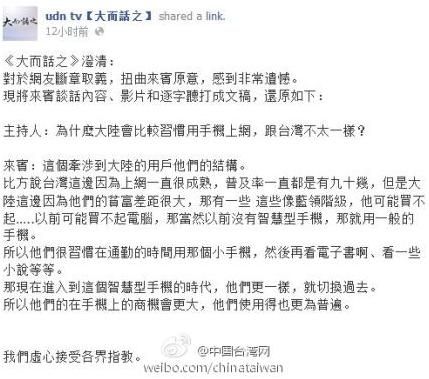 大而話之
udn tv【大而話之】 shared a link.
12小時前
《大而話之》澄清：
對於網友斷章取義，扭曲來賓原意，感到非常遺憾。
現將來賓談話內容、影片和逐字聽打成文稿，還原如下：
主持人：為什麼大陸會比較習慣用手機上網，跟台灣不太一樣？
來賓：這個牽涉到大陸的用戶他們的結構。
比方說台灣這邊因為上網一直很成熟，普及率一直都是有九十幾，但是大
陸這邊因為他們的貧富差距很大，那有一些 這些像藍領階級，他可能買不
起.....以前可能買不起電腦，那當然以前沒有智慧型手機，那就用一般的
手機。
所以他們很習慣在通勤的時間用那個小手機，然後再看電子書啊、看一些
小說等等。
那現在進入到這個智慧型手機的時代，他們更一樣，就切換過去。
所以他們的在手機上的商機會更大，他們使用得也更為普遍。
我們虛心接受各界指教。
@中国台湾网
weibo.com/chinataiwan